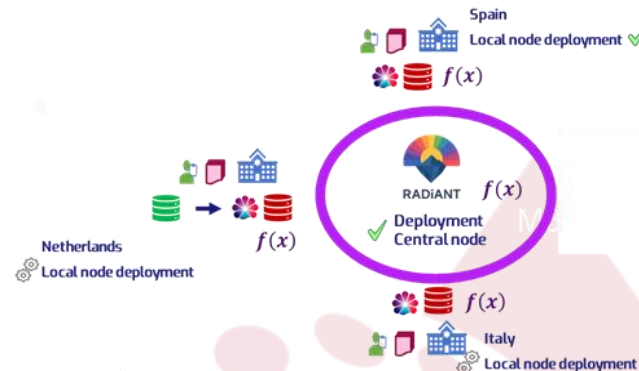 Spain
Local node deployment
f(x)
RADiANT
f(x)
Deployment
Central node
f(x)
Netherlands
Local node deployment
f(x)
Italy
Local node deployment